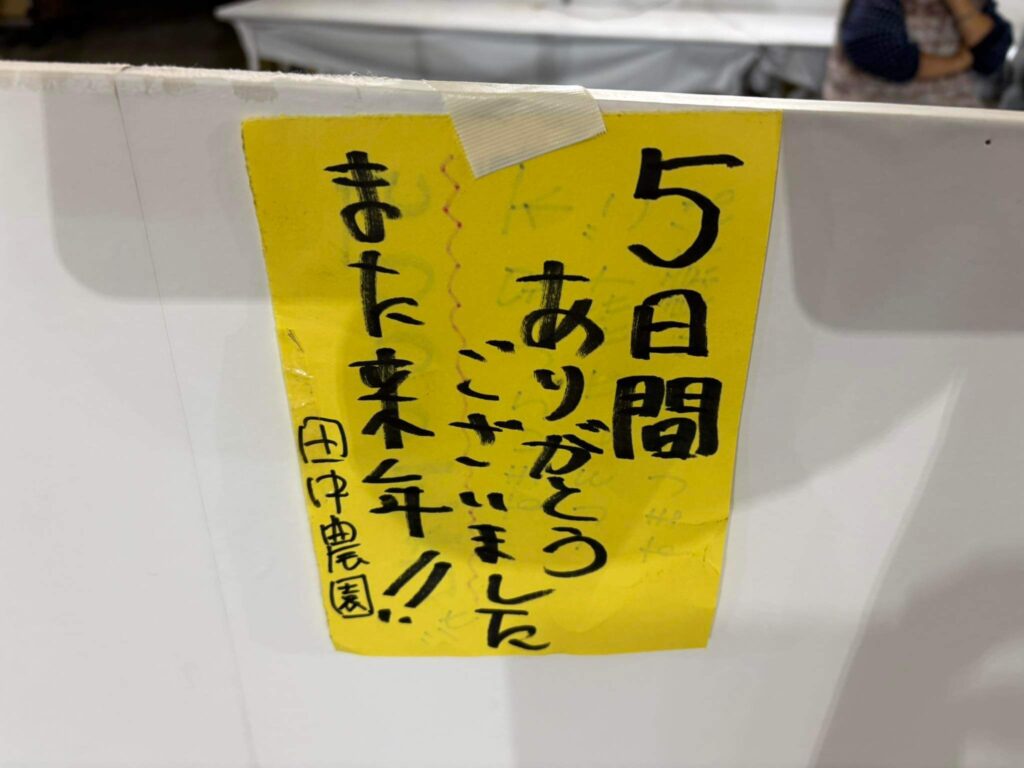 5日間
ありがとう
ございました
また来年!!
田中農園